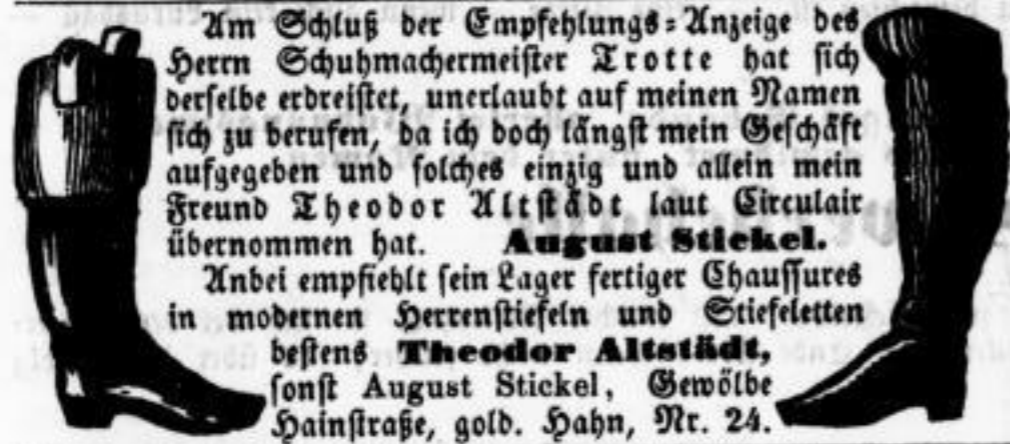 Am Schluß der Empfehlungs=Anzeige des
Herrn Schuhmachermeister Trotte hat sich
derselbe erdreistet, unerlaubt auf meinen Namen
sich zu berufen, da ich doch längst mein Geschäft
aufgegeben und solches einzig und allein mein
Freund Theodor Altstädt laut Circulair
übernommen hat. August Stickel.
Anbei empfiehlt sein Lager fertiger Chaussures
in modernen Herrenstiefeln und Stiefeletten
bestens Theodor Altstädt,
sonst August Stickel, Gewölbe
Hainstraße, gold. Hahn, Nr. 24.